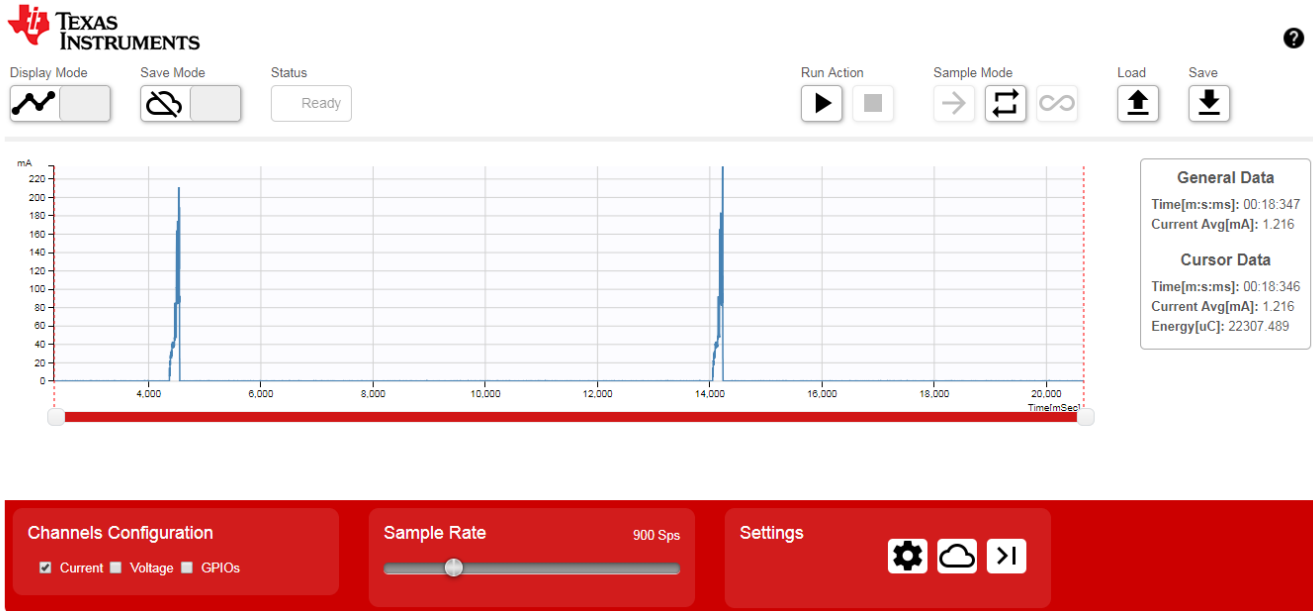 TEXAS
INSTRUMENTS
Display Mode Save Mode Status Run Action Sample Mode Load Save
Ready
mA
220
200
180
160
140
120
100
80
60
40
20
0
4,000 6,000 8,000 10,000 12,000 14,000 16,000 18,000 20,000
Time[mSec]
General Data
Time[m:s:ms]: 00:18:347
Current Avg[mA]: 1.216
Cursor Data
Time[m:s:ms]: 00:18:346
Current Avg[mA]: 1.216
Energy[uC]: 22307.489
Channels Configuration
Current Voltage GPIOs
Sample Rate 900 Sps
Settings